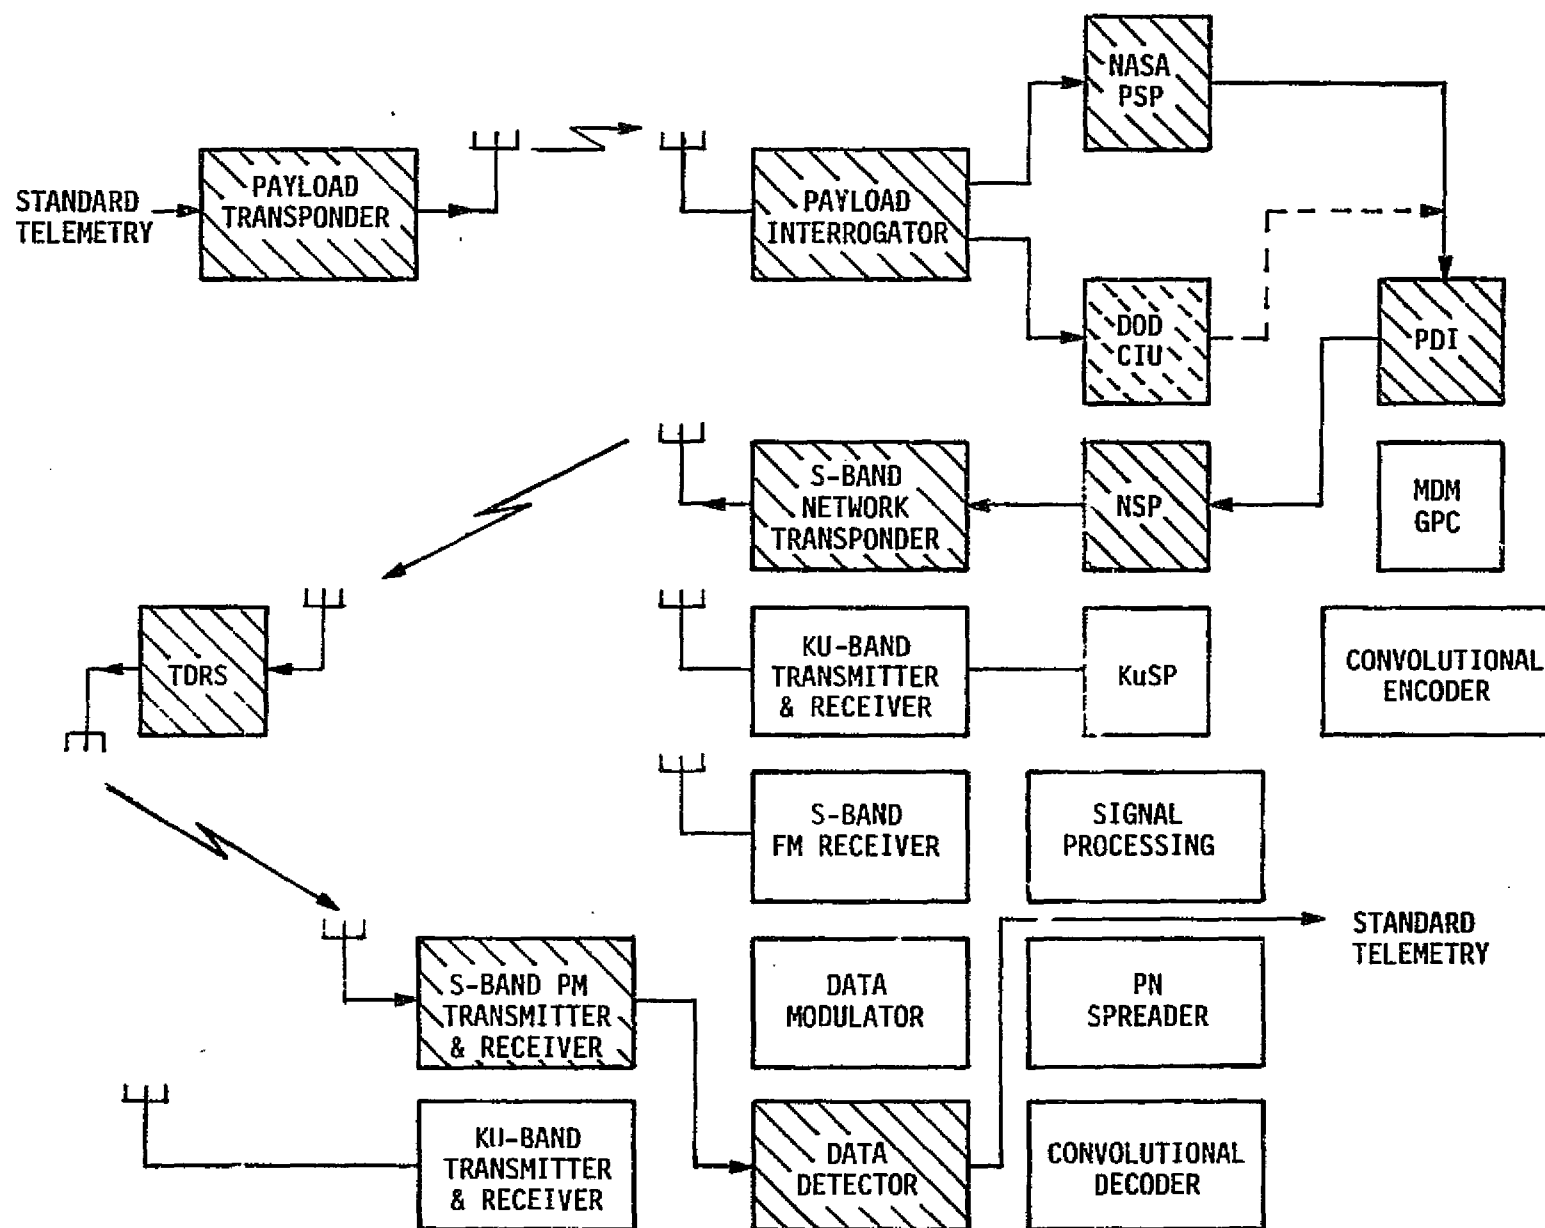 NASA
PSP
STANDARD
TELEMETRY
PAYLOAD
TRANSPONDER
PAYLOAD
INTERROGATOR
DOD
CIU
PDI
S-BAND
NETWORK
TRANSPONDER
NSP
MDM
GPC
TDRS
KU-BAND
TRANSMITTER
& RECEIVER
KuSP
CONVOLUTIONAL
ENCODER
S-BAND
FM RECEIVER
SIGNAL
PROCESSING
S-BAND PM
TRANSMITTER
& RECEIVER
DATA
MODULATOR
PN
SPREADER
STANDARD
TELEMETRY
KU-BAND
TRANSMITTER
& RECEIVER
DATA
DETECTOR
CONVOLUTIONAL
DECODER